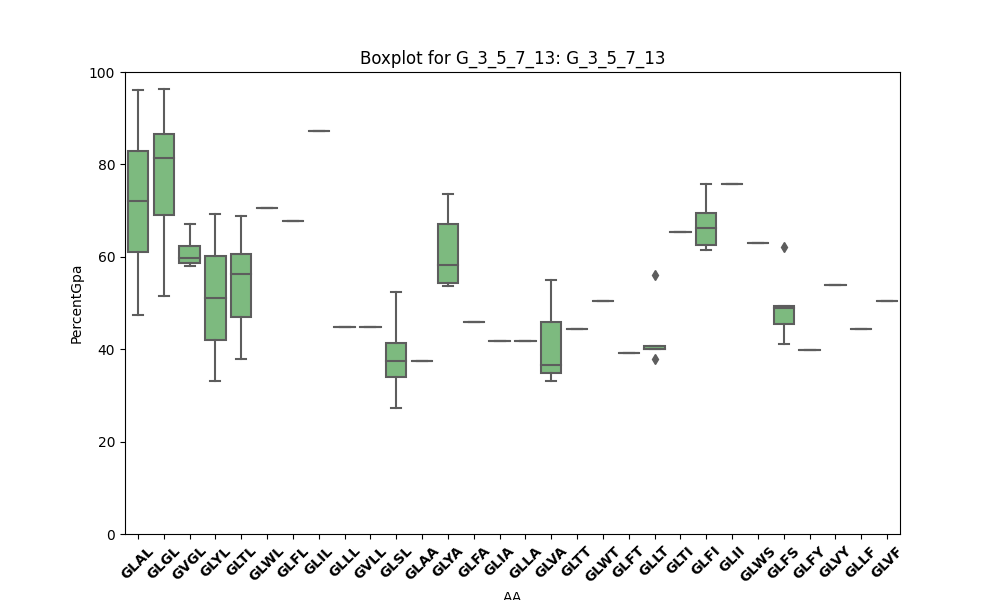 Boxplot for G_3_5_7_13: G_3_5_7_13
PercentGpa
100
80
60
40
20
0
GLAL GLGL GVGL GLYL GLTL GLWL GLFL GLIL GLLL GVLL GLSL GLAA GLYA GLFA GLIA GLLA GLVA GLTT GLWT GLFT GLLT GLTI GLFI GLII GLWS GLFS GLFY GLVY GLLF GLVF
AA